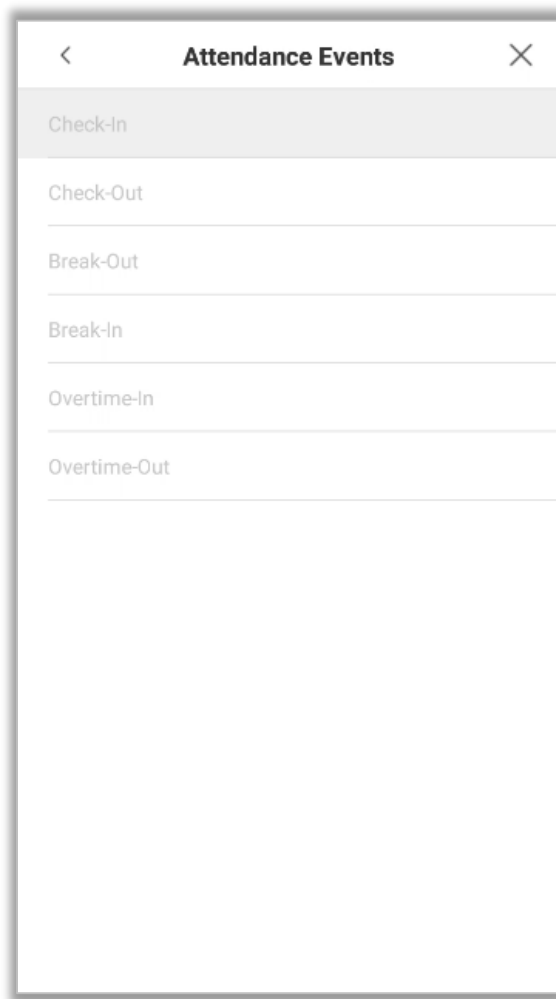 Attendance Events
Check-In
Check-Out
Break-Out
Break-In
Overtime-In
Overtime-Out